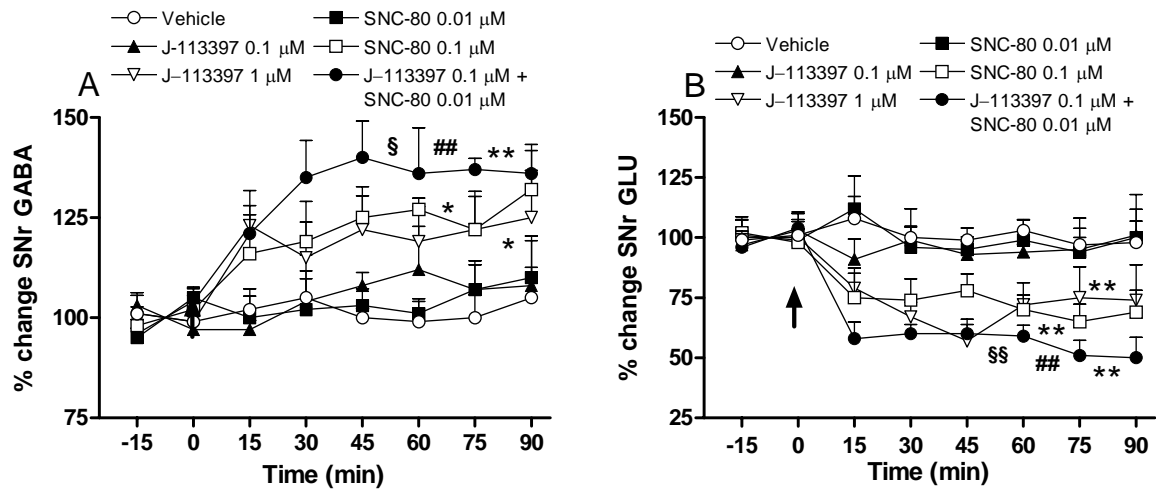 Vehicle
SNC-80 0.01 μM
J-113397 0.1 μM
SNC-80 0.1 μM
J–113397 1 μM
J–113397 0.1 μM +
SNC-80 0.01 μM
A
% change SNr GABA
150
125
100
75
§ ## **
*
*
-15 0 15 30 45 60 75 90
Time (min)
Vehicle
SNC-80 0.01 μM
J–113397 0.1 μM
SNC-80 0.1 μM
J–113397 1 μM
J–113397 0.1 μM +
SNC-80 0.01 μM
B
% change SNr GLU
150
125
100
75
50
25
**
**
§§ ## **
-15 0 15 30 45 60 75 90
Time (min)